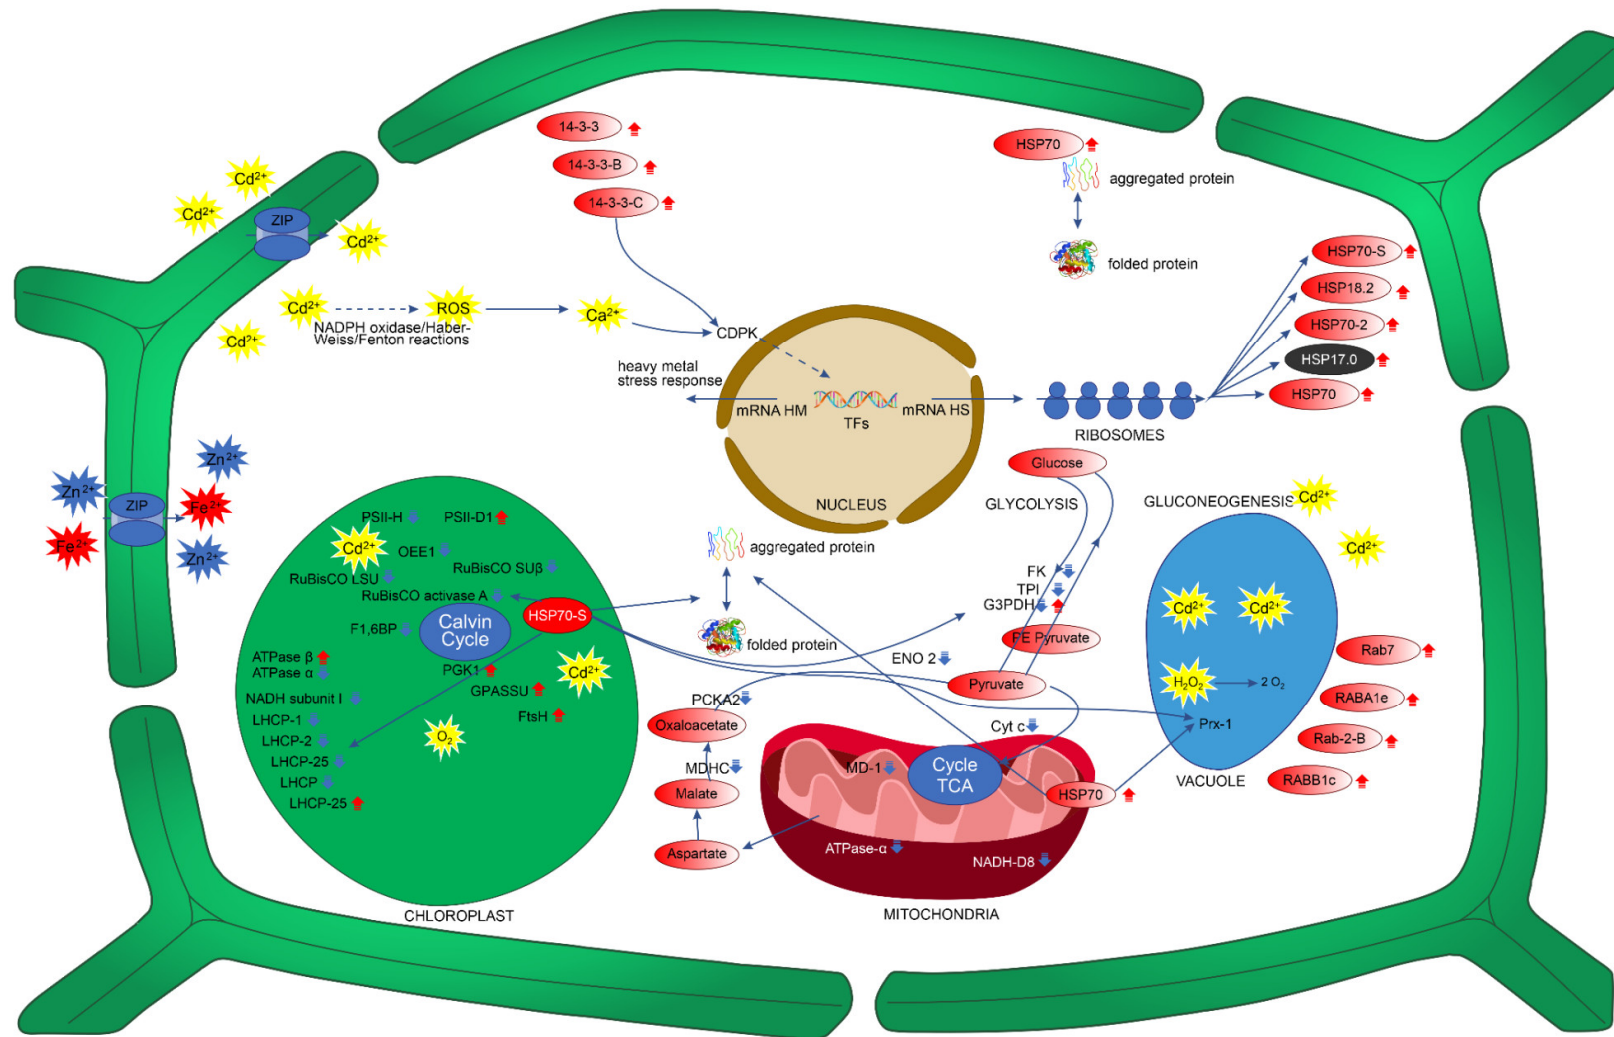 14-3-3
14-3-3-B
14-3-3-C
HSP70
aggregated protein
folded protein
Cd²⁺
Cd²⁺
ZIP
Cd²⁺
Cd²⁺
ROS
Ca²⁺
Cd²⁺
NADPH oxidase/Haber-
Weiss/Fenton reactions
CDPK
heavy metal
stress response
mRNA HM
TFs
mRNA HS
NUCLEUS
RIBOSOMES
HSP70-S
HSP18.2
HSP70-2
HSP17.0
HSP70
Zn²⁺
Zn²⁺
ZIP
Fe²⁺
Fe²⁺
Zn²⁺
PSII-H
PSII-D1
Cd²⁺
OEE1
RuBisCO LSU
RuBisCO SUβ
RuBisCO activase A
HSP70-S
F1,6BP
Calvin
Cycle
ATPase β
ATPase α
PGK1
Cd²⁺
NADH subunit I
GPASSU
LHCP-1
FtsH
LHCP-2
O₂
LHCP-25
LHCP
LHCP-25
CHLOROPLAST
aggregated protein
folded protein
Glucose
GLYCOLYSIS
GLUCONEOGENESIS
FK
TPI
G3PDH
PE Pyruvate
ENO 2
Pyruvate
PCKA2
Oxaloacetate
MDHC
Malate
Aspartate
Cyt c
MD-1
Cycle
TCA
HSP70
ATPase-α
NADH-D8
MITOCHONDRIA
Cd²⁺
Cd²⁺
Cd²⁺
Cd²⁺
H₂O₂
2 O₂
Prx-1
VACUOLE
Rab7
RABA1e
Rab-2-B
RABB1c